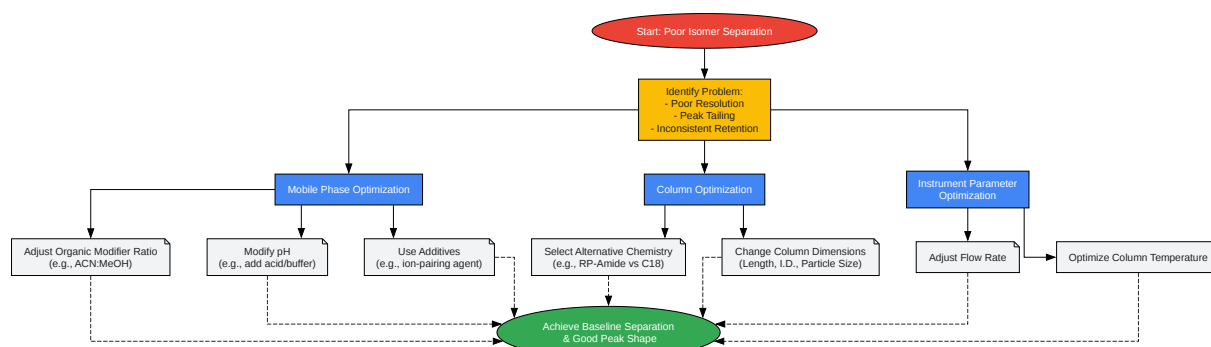 Start: Poor Isomer Separation
Identify Problem:
- Poor Resolution
- Peak Tailing
- Inconsistent Retention
Mobile Phase Optimization
Column Optimization
Instrument Parameter
Optimization
Adjust Organic Modifier Ratio
(e.g., ACN:MeOH)
Modify pH
(e.g., add acid/buffer)
Use Additives
(e.g., ion-pairing agent)
Select Alternative Chemistry
(e.g., RP-Amide vs C18)
Change Column Dimensions
(Length, I.D., Particle Size)
Adjust Flow Rate
Optimize Column Temperature
Achieve Baseline Separation
& Good Peak Shape